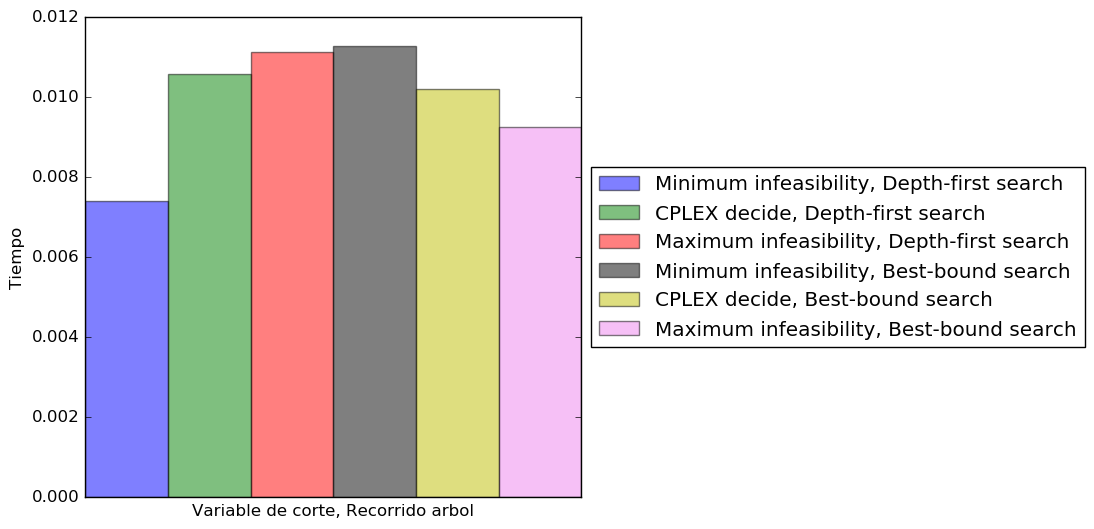 0.012
0.010
0.008
0.006
0.004
0.002
0.000
Tiempo
Variable de corte, Recorrido arbol
Minimum infeasibility, Depth-first search
CPLEX decide, Depth-first search
Maximum infeasibility, Depth-first search
Minimum infeasibility, Best-bound search
CPLEX decide, Best-bound search
Maximum infeasibility, Best-bound search